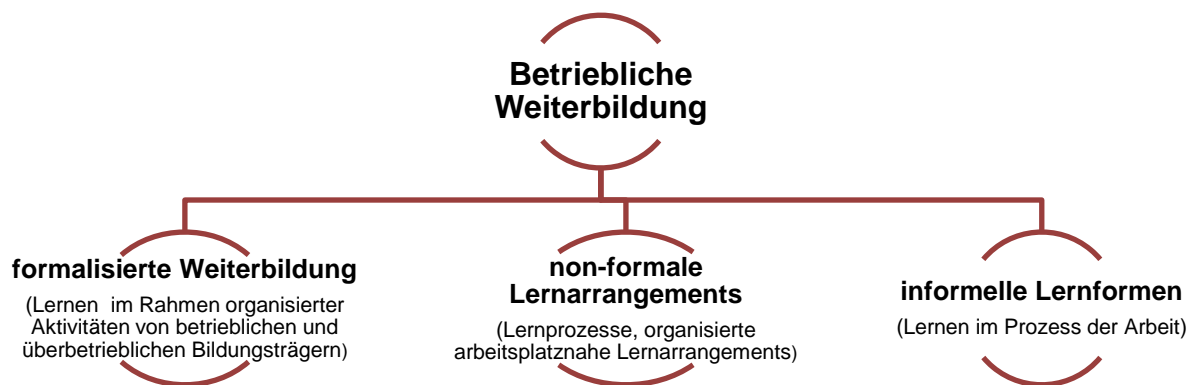 Betriebliche
Weiterbildung
formalisierte Weiterbildung
(Lernen im Rahmen organisierter
Aktivitäten von betrieblichen und
überbetrieblichen Bildungsträgern)
non-formale
Lernarrangements
(Lernprozesse, organisierte
arbeitsplatznahe Lernarrangements)
informelle Lernformen
(Lernen im Prozess der Arbeit)